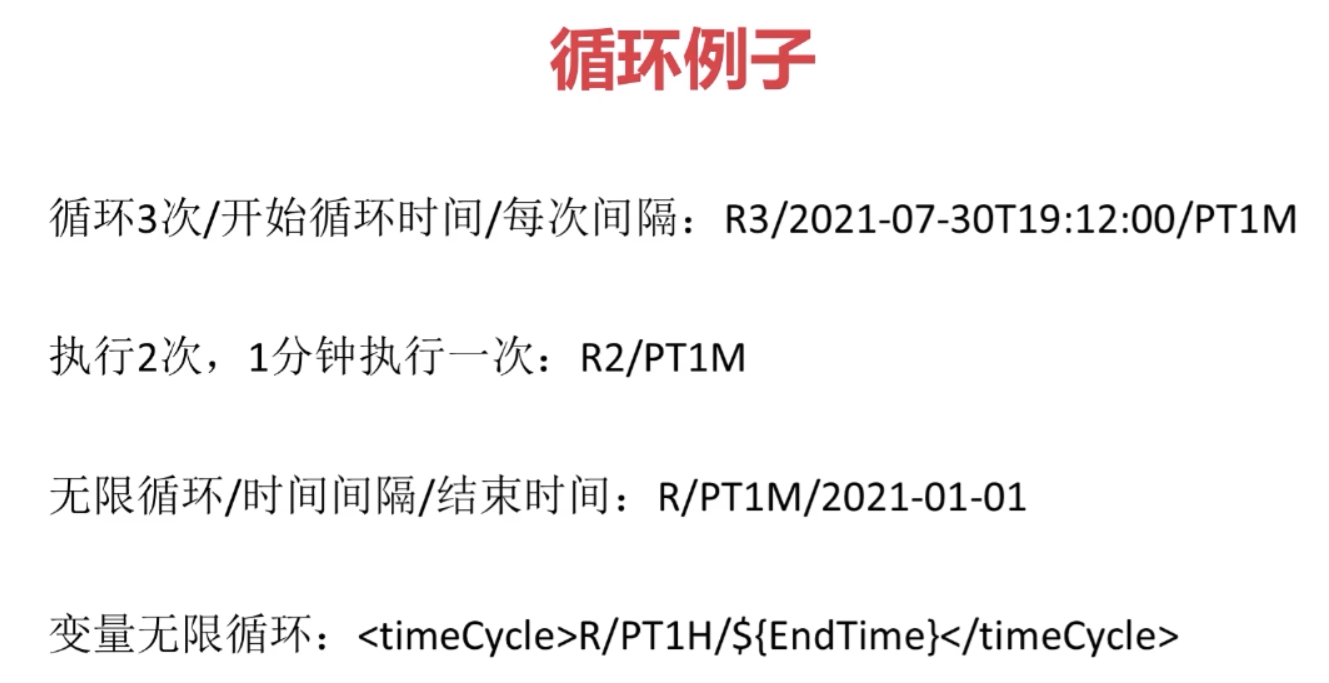 循环例子
循环3次/开始循环时间/每次间隔：R3/2021-07-30T19:12:00/PT1M
执行2次，1分钟执行一次：R2/PT1M
无限循环/时间间隔/结束时间：R/PT1M/2021-01-01
变量无限循环：<timeCycle>R/PT1H/${EndTime}</timeCycle>